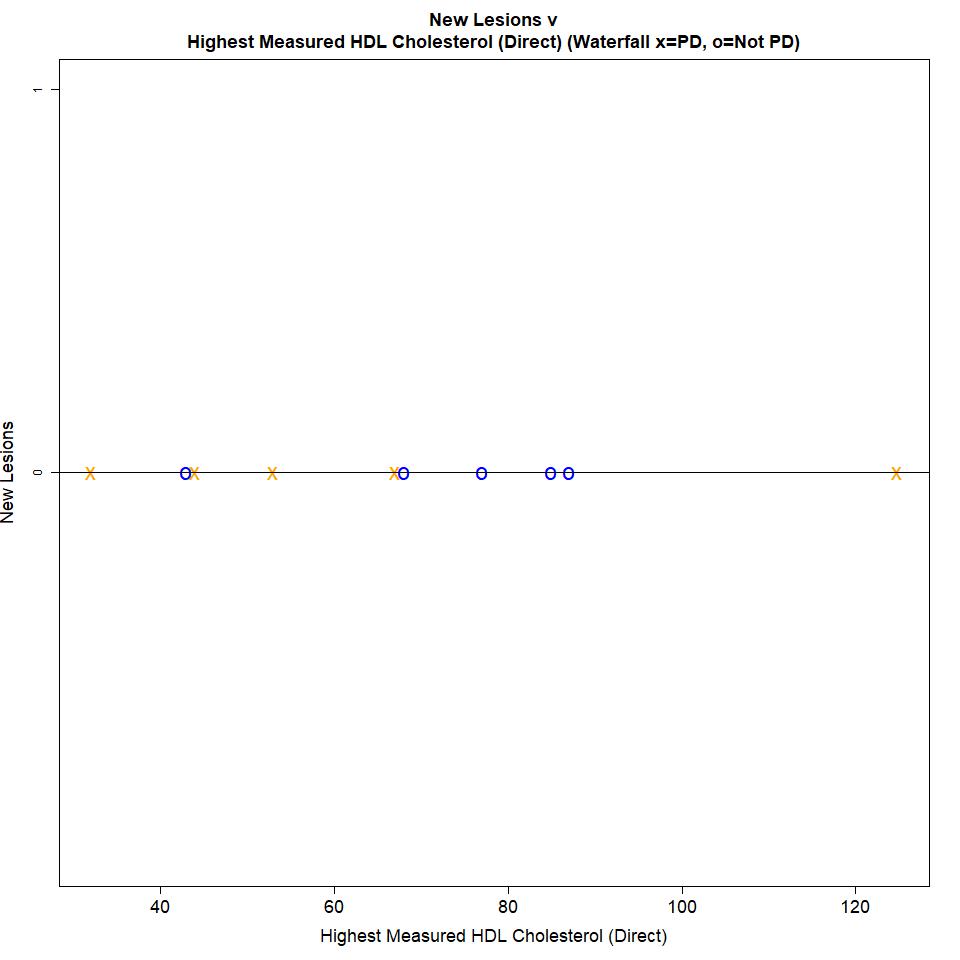 New Lesions v
Highest Measured HDL Cholesterol (Direct) (Waterfall x=PD, o=Not PD)
1
0
New Lesions
x o x x x o o o o x
40 60 80 100 120
Highest Measured HDL Cholesterol (Direct)